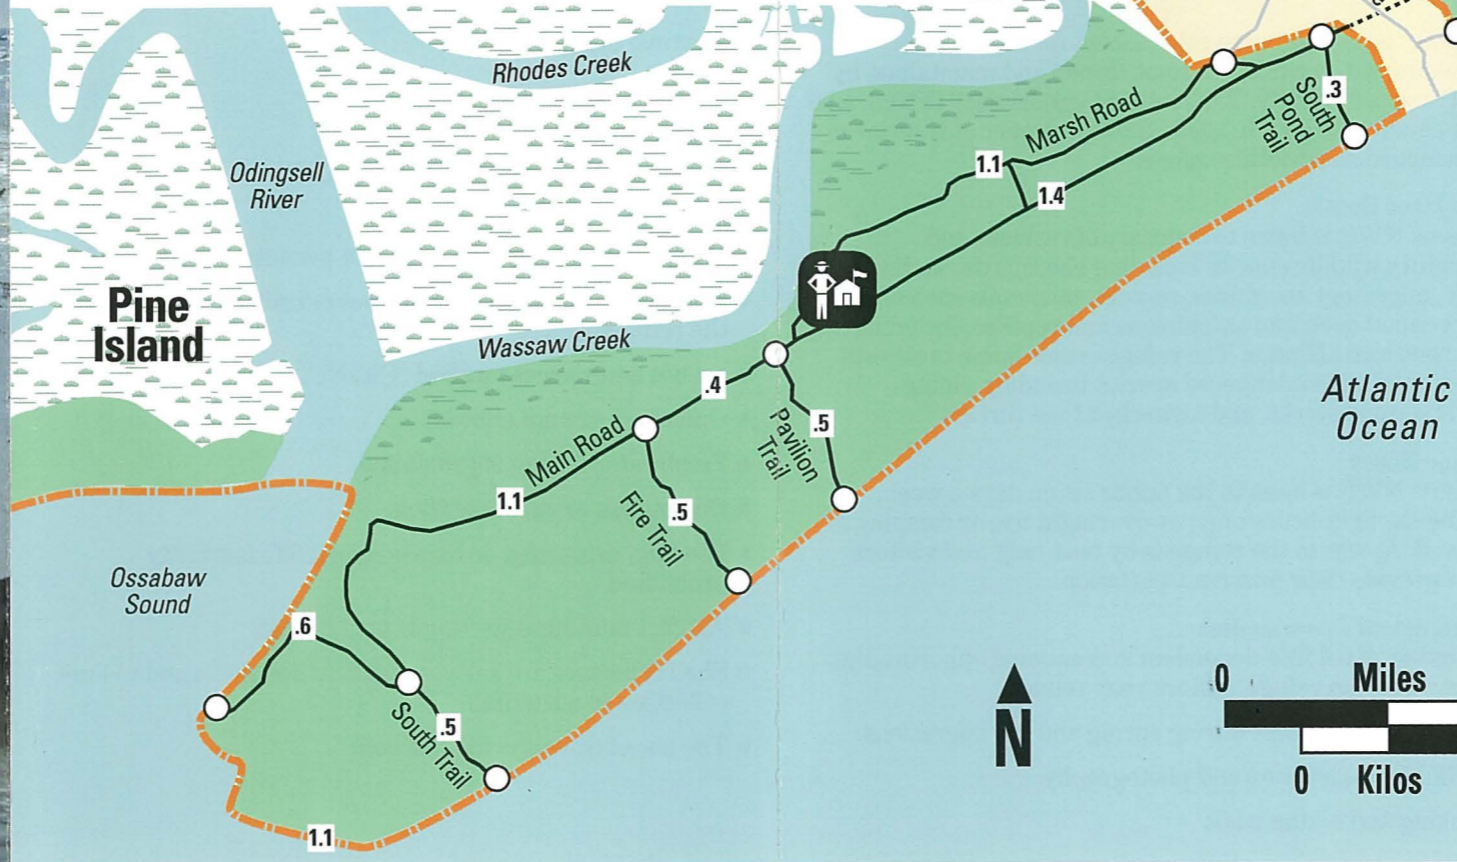 Rhodes Creek
Marsh Road
.3
South
Pond
Trail
1.1
Odingsell
River
1.4
Pine
Island
Wassaw Creek
.4
Atlantic
Ocean
Pavilion
Trail
.5
Main Road
1.1
Fire Trail
.5
Ossabaw
Sound
.6
0
Miles
South Trail
.5
N
0
Kilos
1.1